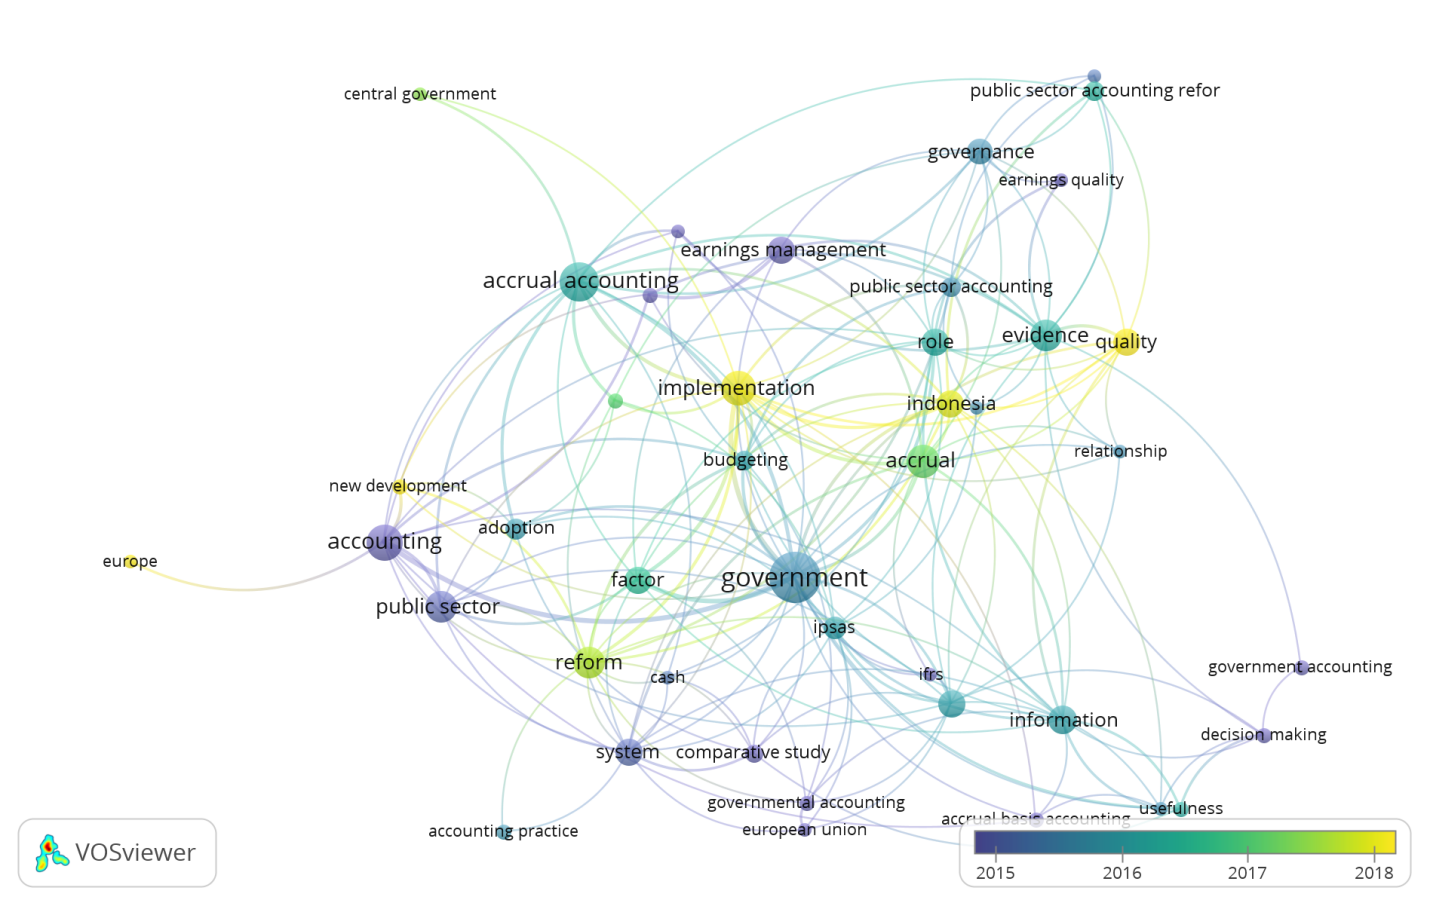 central government
public sector accounting refor
governance
earnings quality
earnings management
accrual accounting
public sector accounting
role
evidence
quality
implementation
indonesia
budgeting
accrual
relationship
new development
adoption
accounting
europe
factor
government
public sector
ipsas
reform
cash
ifrs
government accounting
information
decision making
system
comparative study
governmental accounting
usefulness
accrual basis accounting
accounting practice
european union
VOSviewer
2015
2016
2017
2018